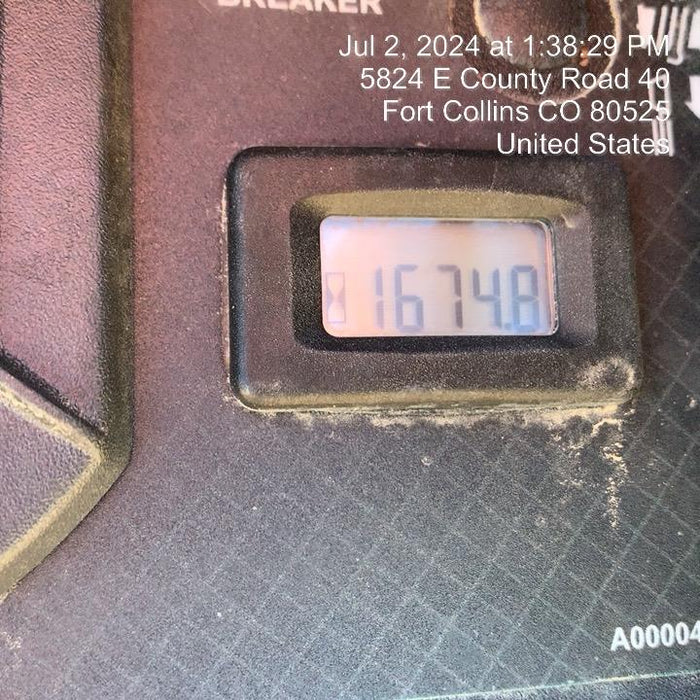 BREAKER
Jul 2, 2024 at 1:38:29 PM
5824 E County Road 40
Fort Collins CO 80525
United States
1674.8
A00004